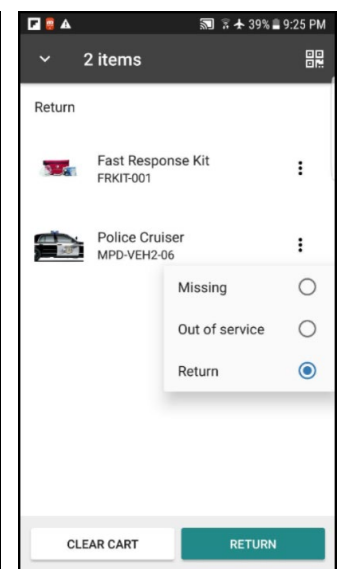 39% 9:25 PM
2 items
Return
Fast Response Kit
FRKIT-001
Police Cruiser
MPD-VEH2-06
Missing
Out of service
Return
CLEAR CART
RETURN